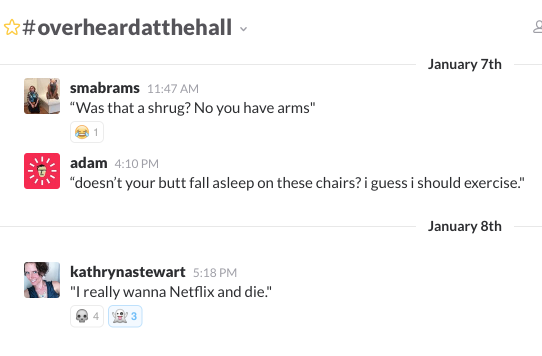 #overheardatthehall
January 7th
smabrams 11:47 AM
“Was that a shrug? No you have arms"
1
adam 4:10 PM
“doesn’t your butt fall asleep on these chairs? i guess i should exercise."
January 8th
kathrynastewart 5:18 PM
"I really wanna Netflix and die."
4 3